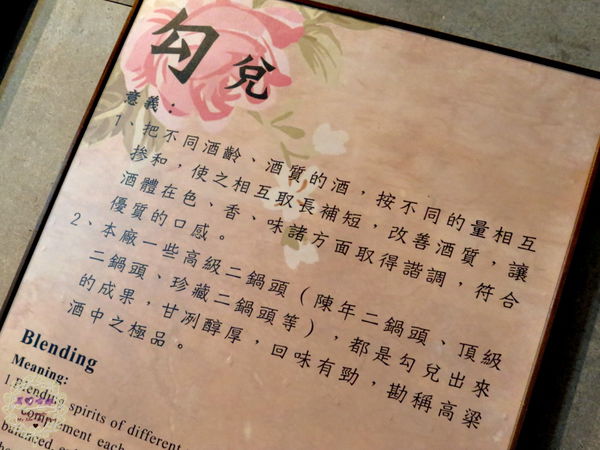 勾兌
意義：
1、把不同酒齡、酒質的酒，按不同的量相互
摻和，使之相互取長補短，改善酒質，讓
酒體在色、香、味諸方面取得諧調，符合
優質的口感。
2、本廠一些高級二鍋頭（陳年二鍋頭、頂級
二鍋頭、珍藏二鍋頭等），都是勾兌出來
的成果，甘冽醇厚，回味有勁，勘稱高梁
酒中之極品。
Blending
Meaning:
1.Blending spirits of different
complement each
balanced,